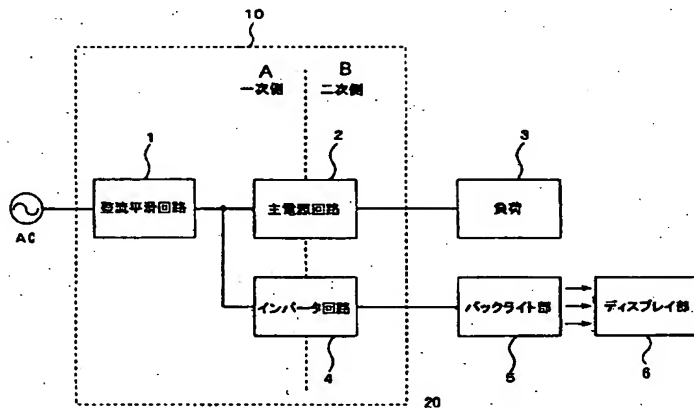 10
A
一次側
B
二次側
1
2
3
AC
整流平滑回路
主電源回路
負荷
インバータ回路
バックライト部
ディスプレイ部
4
5
6
20